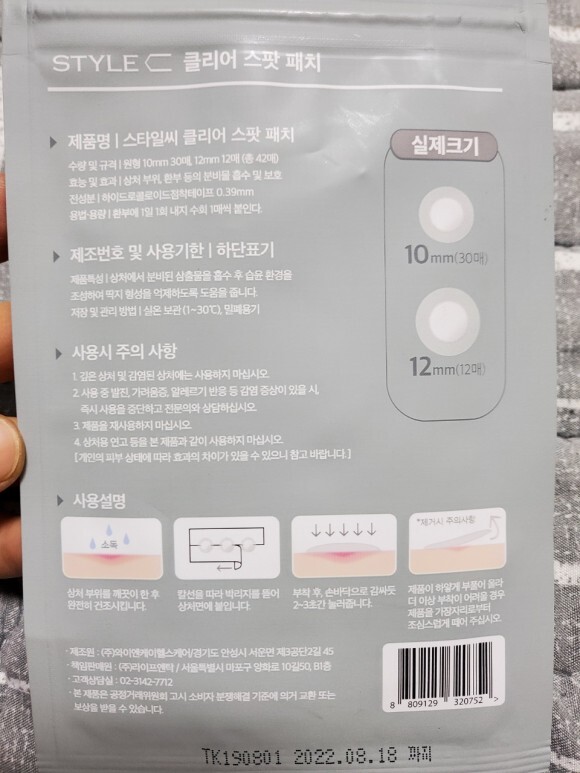 STYLE C 클리어 스팟 패치
제품명 | 스타일씨 클리어 스팟 패치
수량 및 규격 | 원형 10mm 30매, 12mm 12매 (총 42매)
효능 및 효과 | 상처 부위, 환부 등의 분비물 흡수 및 보호
전성분 | 하이드로콜로이드점착테이프 0.39mm
용법·용량 | 환부에 1일 1회 내지 수회 1매씩 붙인다.
제조번호 및 사용기한 | 하단표기
제품특성 | 상처에서 분비된 삼출물을 흡수 후 습윤 환경을
조성하여 딱지 형성을 억제하도록 도움을 줍니다.
저장 및 관리 방법 | 실온 보관 (1~30℃), 밀폐용기
사용시 주의 사항
1. 깊은 상처 및 감염된 상처에는 사용하지 마십시오.
2. 사용 중 발진, 가려움증, 알레르기 반응 등 감염 증상이 있을 시,
즉시 사용을 중단하고 전문의와 상담하십시오.
3. 제품을 재사용하지 마십시오.
4. 상처용 연고 등을 본 제품과 같이 사용하지 마십시오.
[개인의 피부 상태에 따라 효과의 차이가 있을 수 있으니 참고 바랍니다.]
실제크기
10mm(30매)
12mm(12매)
사용설명
소독
*제거시 주의사항
상처 부위를 깨끗이 한 후
완전히 건조시킵니다.
칼선을 따라 박리지를 뜯어
상처면에 붙입니다.
부착 후, 손바닥으로 감싸듯
2~3초간 눌러줍니다.
제품이 하얗게 부풀어 올라
더 이상 부착이 어려울 경우
제품을 가장자리로부터
조심스럽게 떼어 주십시오.
· 제조원 : (주)와이엔케이헬스케어/경기도 안성시 서운면 제3공단2길 45
· 책임판매원 : (주)라이프앤탁 / 서울특별시 마포구 양화로 10길50, B1층
· 고객상담실 : 02-3142-7712
· 본 제품은 공정거래위원회 고시 소비자 분쟁해결 기준에 의거 교환 또는
보상을 받을 수 있습니다.
8 809129 320752 >
TK190801 2022.08.18 까지